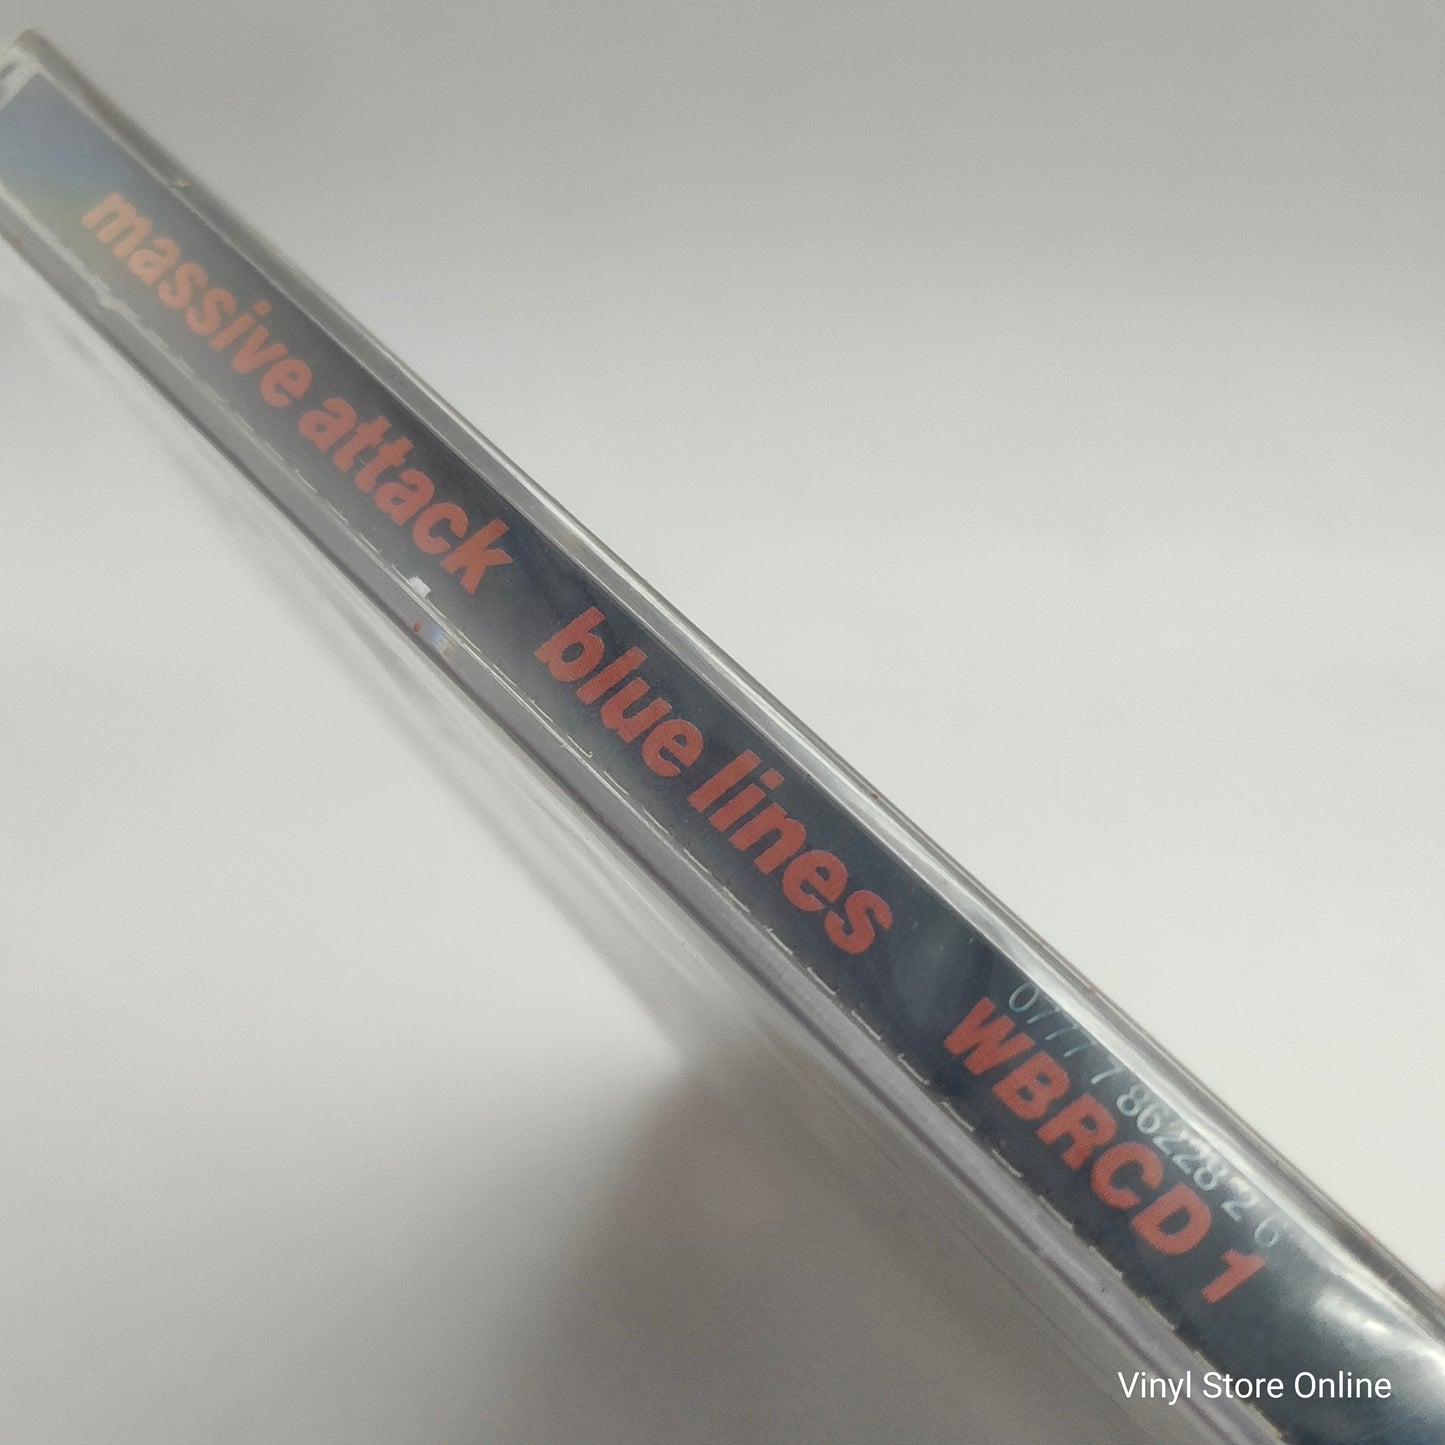 massive attack blue lines WBRCD 1
0777 7 86228 2 6
Vinyl Store Online